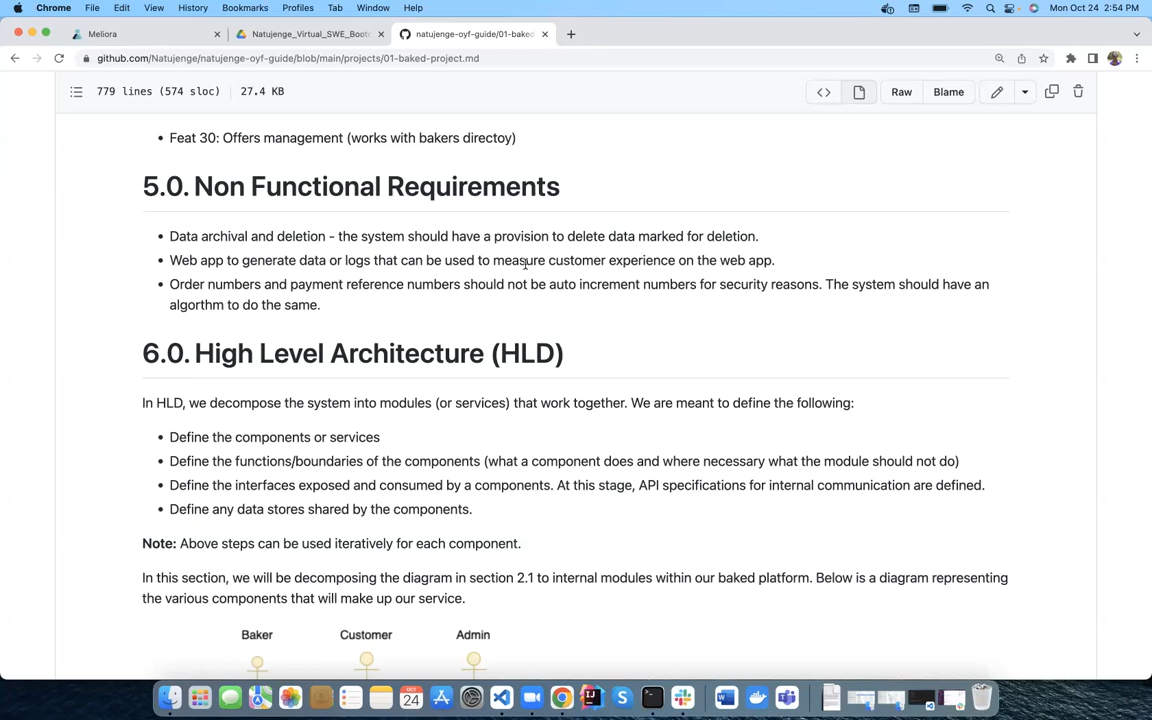 Chrome File Edit View History Bookmarks Profiles Tab Window Help Mon Oct 24 2:54 PM
Meliora Natujenge_Virtual_SWE_Boot natujenge-oyf-guide/01-baked-
github.com/Natujenge/natujenge-oyf-guide/blob/main/projects/01-baked-project.md
779 lines (574 sloc) 27.4 KB Raw Blame
• Feat 30: Offers management (works with bakers directoy)
5.0. Non Functional Requirements
• Data archival and deletion - the system should have a provision to delete data marked for deletion.
• Web app to generate data or logs that can be used to measure customer experience on the web app.
• Order numbers and payment reference numbers should not be auto increment numbers for security reasons. The system should have an
algorthm to do the same.
6.0. High Level Architecture (HLD)
In HLD, we decompose the system into modules (or services) that work together. We are meant to define the following:
• Define the components or services
• Define the functions/boundaries of the components (what a component does and where necessary what the module should not do)
• Define the interfaces exposed and consumed by a components. At this stage, API specifications for internal communication are defined.
• Define any data stores shared by the components.
Note: Above steps can be used iteratively for each component.
In this section, we will be decomposing the diagram in section 2.1 to internal modules within our baked platform. Below is a diagram representing
the various components that will make up our service.
Baker Customer Admin
OCT
24